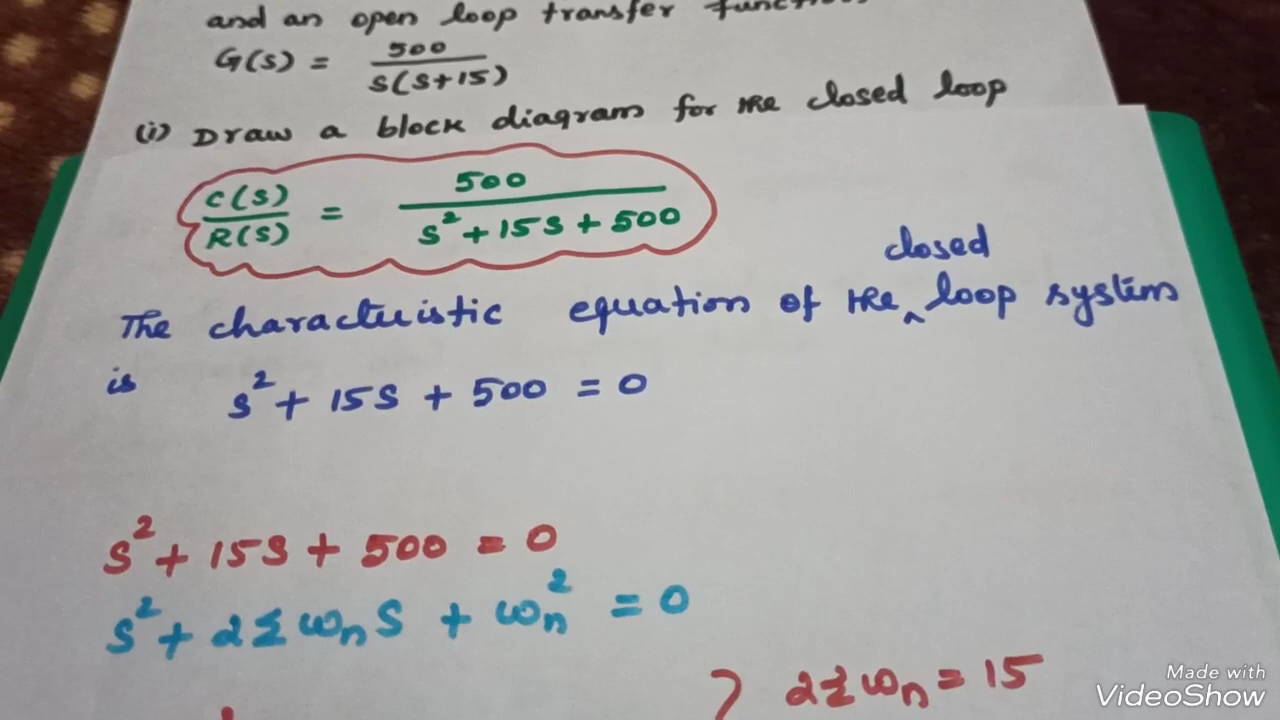 and an open loop transfer
G(s) = 500 / s(s+15)
(i) Draw a block diagram for the closed loop
C(s)/R(s) = 500 / s² + 15s + 500
closed
The characteristic equation of the ‸ loop system
is s² + 15s + 500 = 0
s² + 15s + 500 = 0
s² + 2ξωₙs + ωₙ² = 0
2ξωₙ = 15
Made with
VideoShow